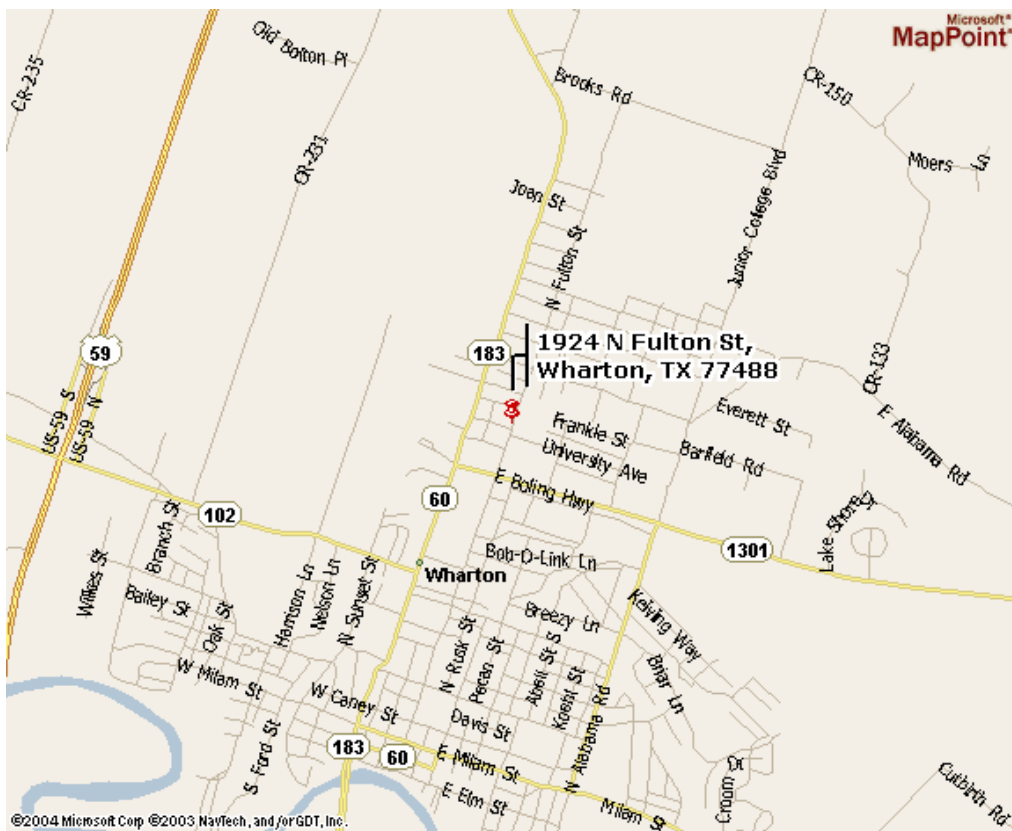 Microsoft®
MapPoint®
Old Bolton Pl
CR-235
CR-231
Brooks Rd
CR-150
Moers Ln
Joan St
Junior College Blvd
N Fulton St
59
183
1924 N Fulton St,
Wharton, TX 77488
CR-133
US-59 S
US-59 N
Everett St
E Alabama Rd
Frankle St
Banfield Rd
University Ave
E Boling Hwy
60
102
1301
Lake Shore Dr
Branch St
Wilkes St
Bailey St
Oak St
Harrison Ln
Nelson Ln
N Sunset St
Wharton
Bob-O-Link Ln
Breezy Ln
Kelving Way
Briar Ln
N Rusk St
Pecan St
Abell St S
Koehl St
W Milam St
W Caney St
Davis St
N Alabama Rd
S Ford St
183
60
E Milam St
E Elm St
Milam St
Croom Dr
Cutbirth Rd
©2004 Microsoft Corp ©2003 NavTech, and/or GDT, Inc.